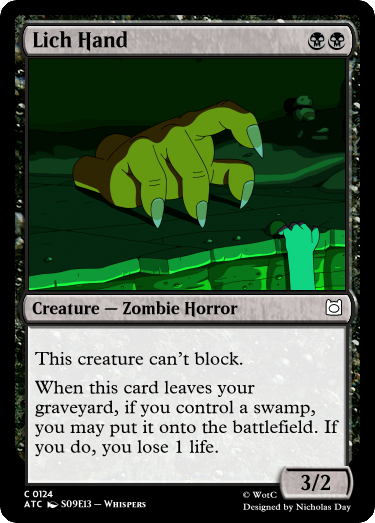 Lich Hand
Creature — Zombie Horror
This creature can't block.
When this card leaves your
graveyard, if you control a swamp,
you may put it onto the battlefield. If
you do, you lose 1 life.
3/2
C 0124
ATC S09E13 – Whispers
© WotC
Designed by Nicholas Day